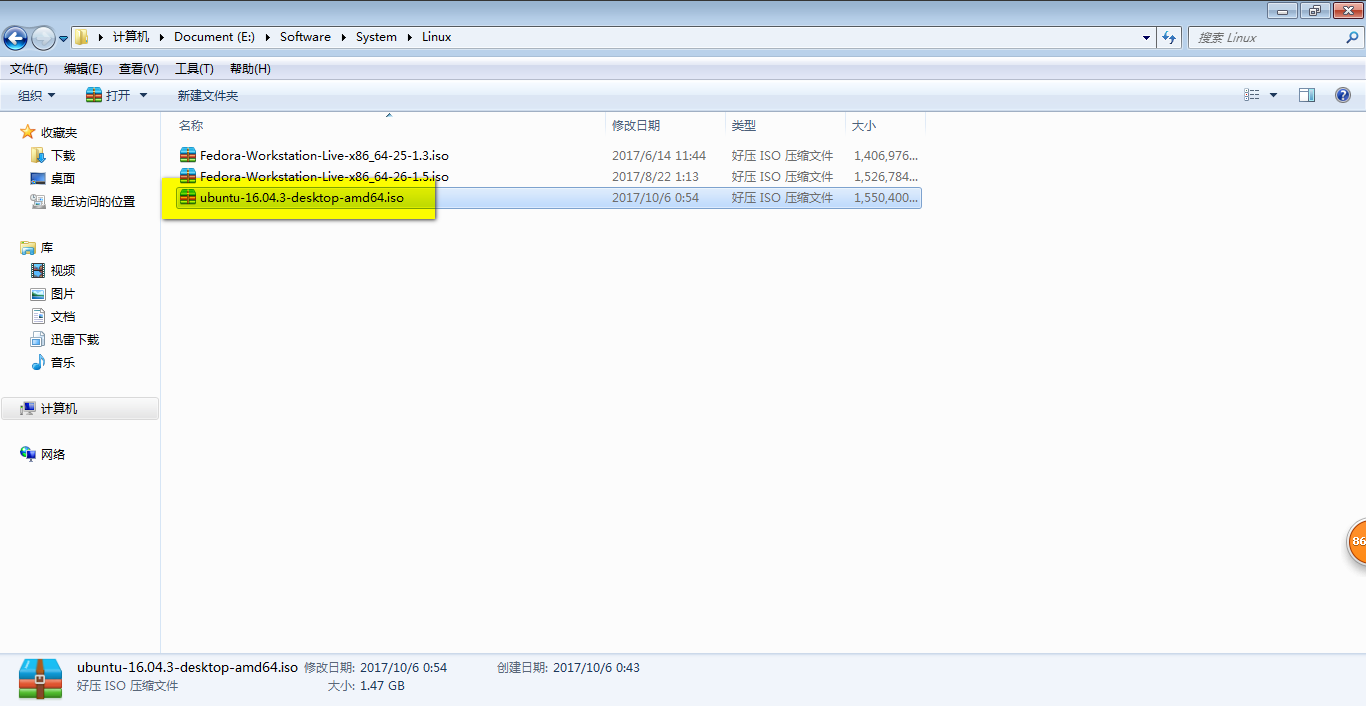 计算机 Document (E:) Software System Linux 搜索 Linux
文件(F) 编辑(E) 查看(V) 工具(T) 帮助(H)
组织 打开 新建文件夹
收藏夹
下载
桌面
最近访问的位置
库
视频
图片
文档
迅雷下载
音乐
计算机
网络
名称 修改日期 类型 大小
Fedora-Workstation-Live-x86_64-25-1.3.iso 2017/6/14 11:44 好压 ISO 压缩文件 1,406,976...
Fedora-Workstation-Live-x86_64-26-1.5.iso 2017/8/22 1:13 好压 ISO 压缩文件 1,526,784...
ubuntu-16.04.3-desktop-amd64.iso 2017/10/6 0:54 好压 ISO 压缩文件 1,550,400...
86
ubuntu-16.04.3-desktop-amd64.iso 修改日期: 2017/10/6 0:54 创建日期: 2017/10/6 0:43
好压 ISO 压缩文件 大小: 1.47 GB